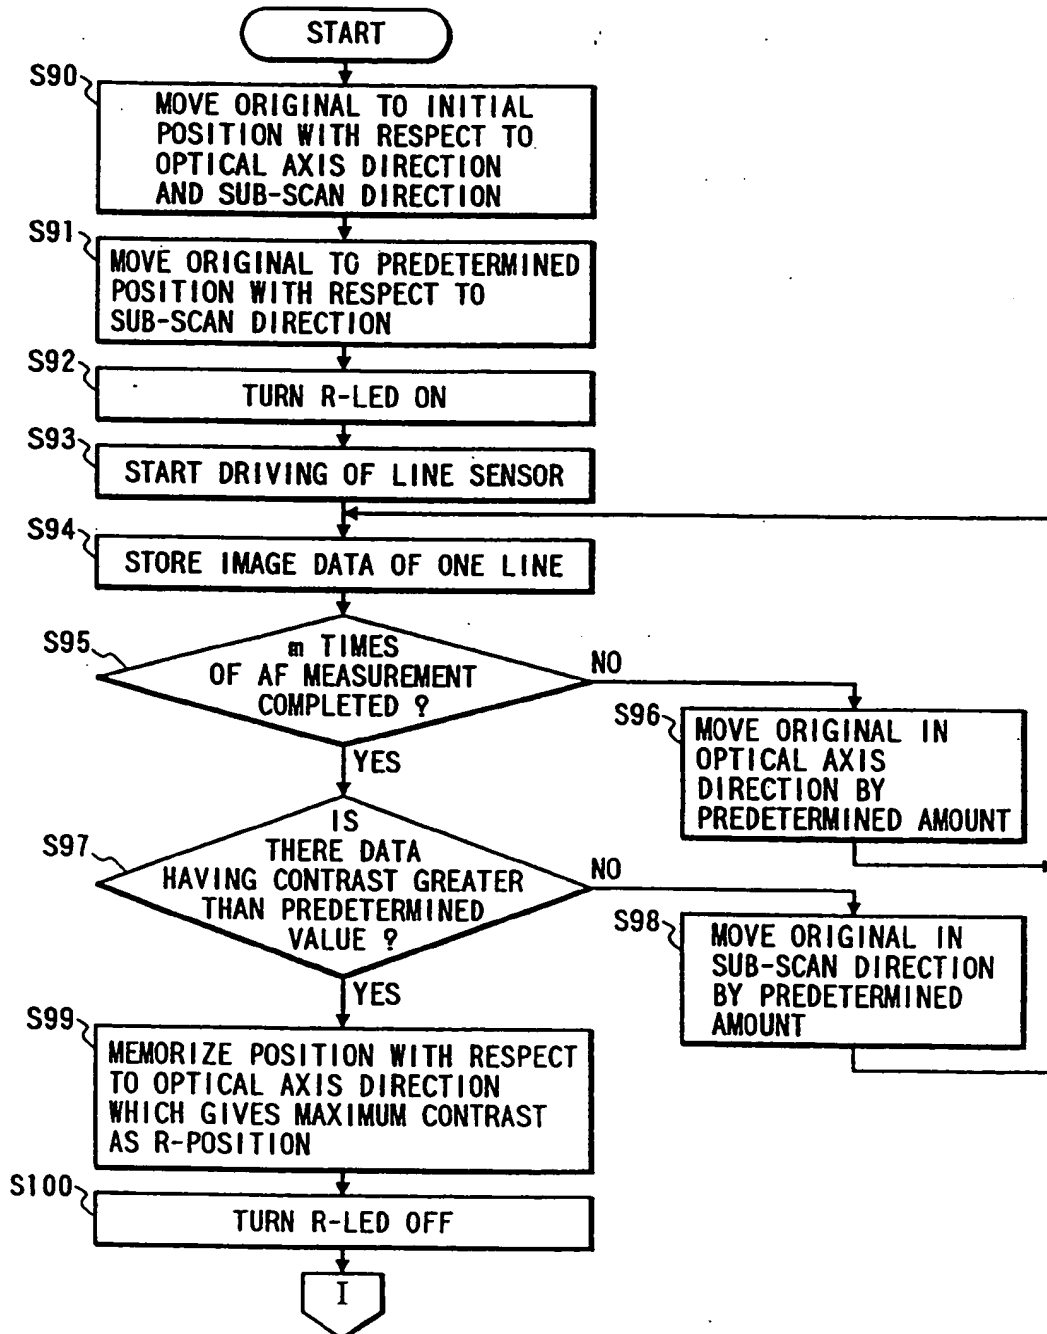 START
S90
MOVE ORIGINAL TO INITIAL
POSITION WITH RESPECT TO
OPTICAL AXIS DIRECTION
AND SUB-SCAN DIRECTION
S91
MOVE ORIGINAL TO PREDETERMINED
POSITION WITH RESPECT TO
SUB-SCAN DIRECTION
S92
TURN R-LED ON
S93
START DRIVING OF LINE SENSOR
S94
STORE IMAGE DATA OF ONE LINE
S95
m TIMES
OF AF MEASUREMENT
COMPLETED ?
NO
YES
S96
MOVE ORIGINAL IN
OPTICAL AXIS
DIRECTION BY
PREDETERMINED AMOUNT
S97
IS
THERE DATA
HAVING CONTRAST GREATER
THAN PREDETERMINED
VALUE ?
NO
YES
S98
MOVE ORIGINAL IN
SUB-SCAN DIRECTION
BY PREDETERMINED
AMOUNT
S99
MEMORIZE POSITION WITH RESPECT
TO OPTICAL AXIS DIRECTION
WHICH GIVES MAXIMUM CONTRAST
AS R-POSITION
S100
TURN R-LED OFF
I